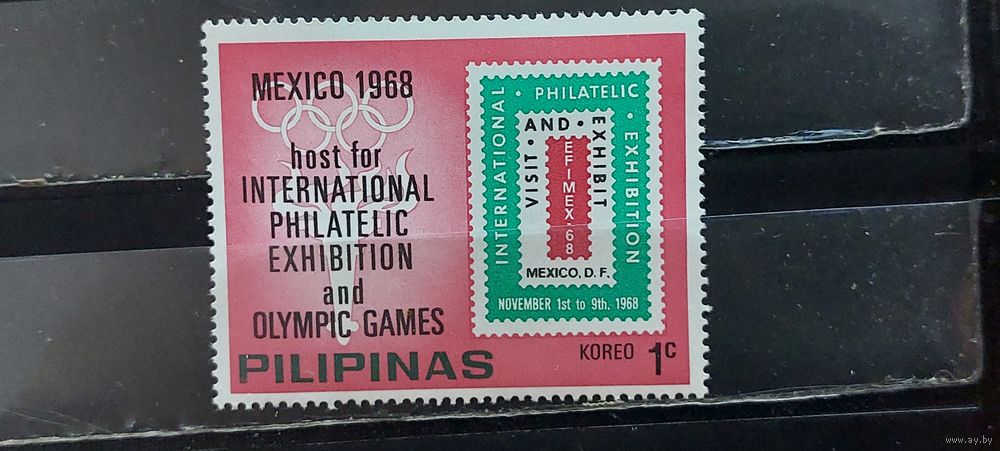 MEXICO 1968
host for
INTERNATIONAL
PHILATELIC
EXHIBITION
and
OLYMPIC GAMES
PILIPINAS
INTERNATIONAL • PHILATELIC • EXHIBITION
VISIT • AND • EXHIBIT
EFIMEX-68
MEXICO, D. F.
NOVEMBER 1st to 9th, 1968
KOREO 1c
www.ay.by